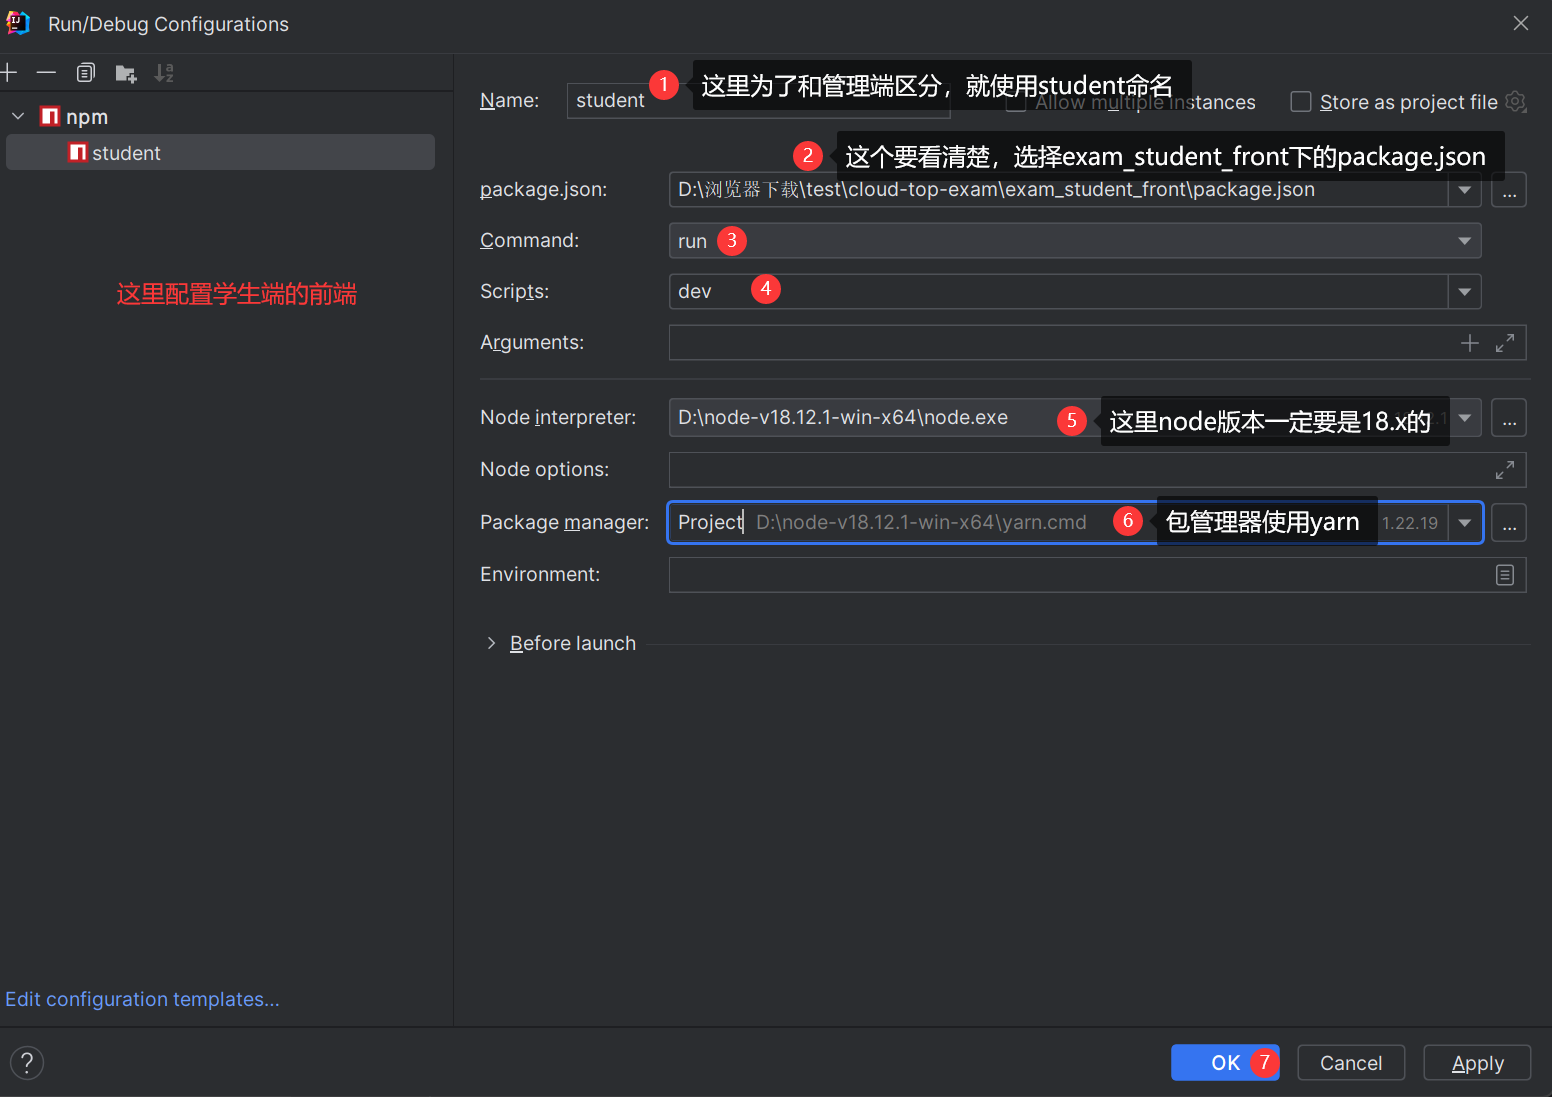 Run/Debug Configurations
npm
student
这里配置学生端的前端
Edit configuration templates...
Name: student
1 这里为了和管理端区分，就使用student命名
Allow multiple instances
Store as project file
2 这个要看清楚，选择exam_student_front下的package.json
package.json: D:\浏览器下载\test\cloud-top-exam\exam_student_front\package.json ...
Command: run 3
Scripts: dev 4
Arguments:
Node interpreter: D:\node-v18.12.1-win-x64\node.exe 5 这里node版本一定要是18.x的 ...
Node options:
Package manager: Project D:\node-v18.12.1-win-x64\yarn.cmd 6 包管理器使用yarn 1.22.19 ...
Environment:
Before launch
? OK 7 Cancel Apply